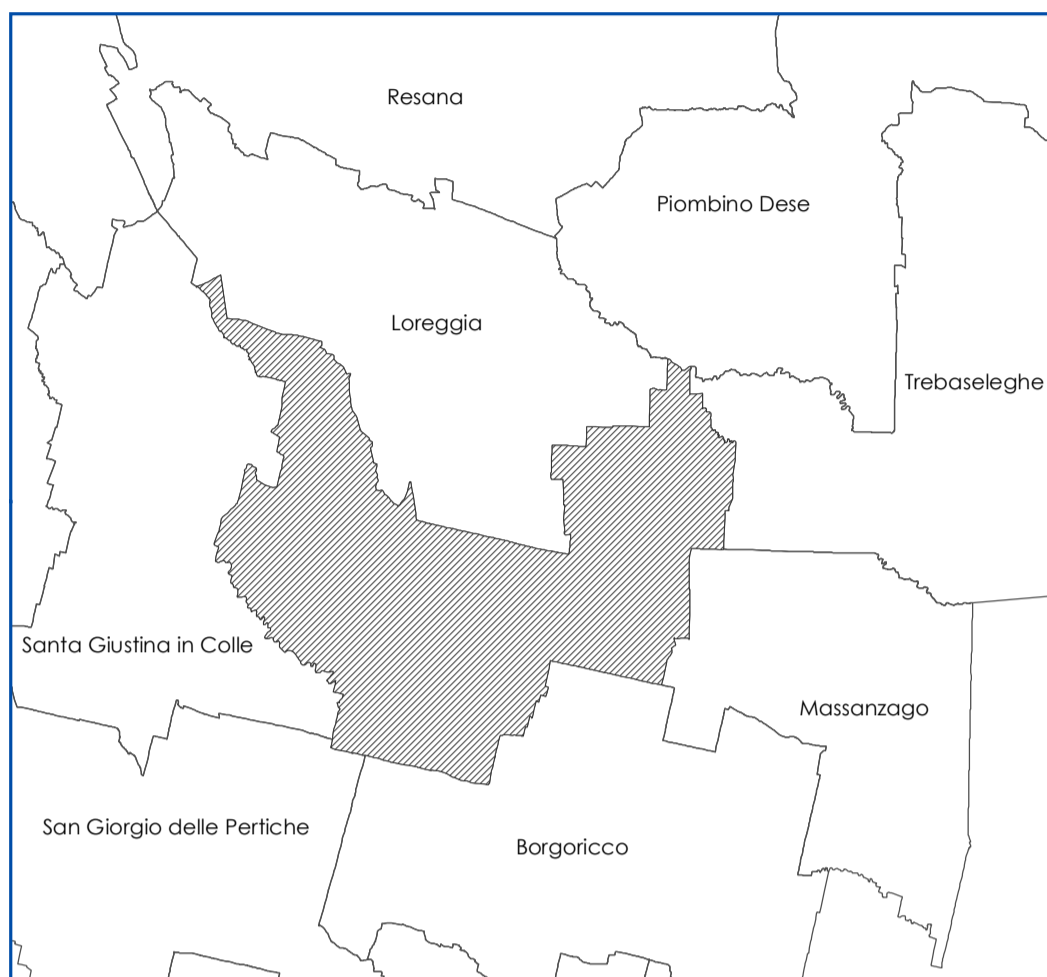 Resana
Piombino Dese
Loreggia
Trebaseleghe
Santa Giustina in Colle
Massanzago
San Giorgio delle Pertiche
Borgoricco